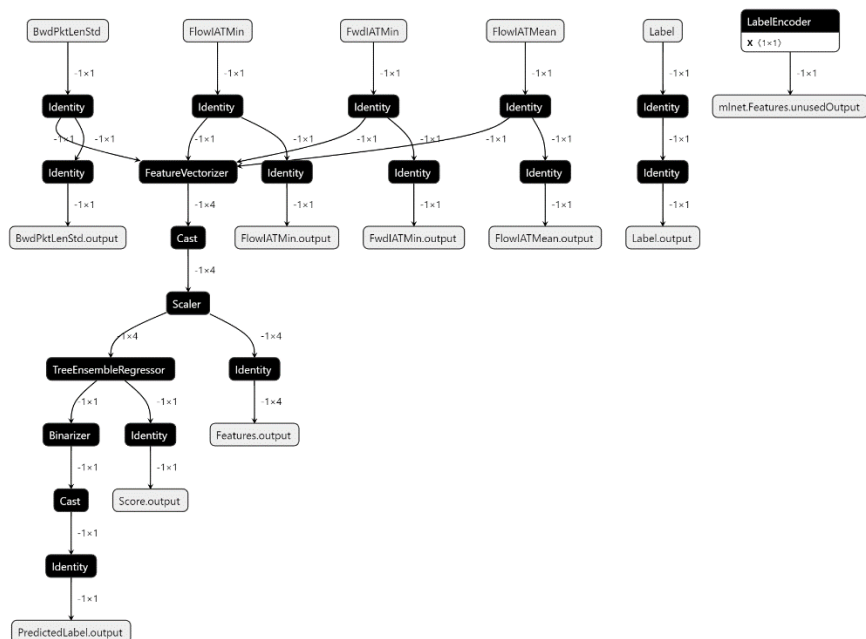 BwdPktLenStd
FlowIATMin
FwdIATMin
FlowIATMean
Label
LabelEncoder
X ⟨1×1⟩
-1×1
-1×1
-1×1
-1×1
-1×1
-1×1
Identity
Identity
Identity
Identity
Identity
mlnet.Features.unusedOutput
-1×1
-1×1
-1×1
-1×1
-1×1
-1×1
-1×1
-1×1
-1×1
Identity
FeatureVectorizer
Identity
Identity
Identity
Identity
-1×1
-1×4
-1×1
-1×1
-1×1
-1×1
BwdPktLenStd.output
Cast
FlowIATMin.output
FwdIATMin.output
FlowIATMean.output
Label.output
-1×4
Scaler
-1×4
-1×4
TreeEnsembleRegressor
Identity
-1×1
-1×1
-1×4
Binarizer
Identity
Features.output
-1×1
-1×1
Cast
Score.output
-1×1
Identity
-1×1
PredictedLabel.output